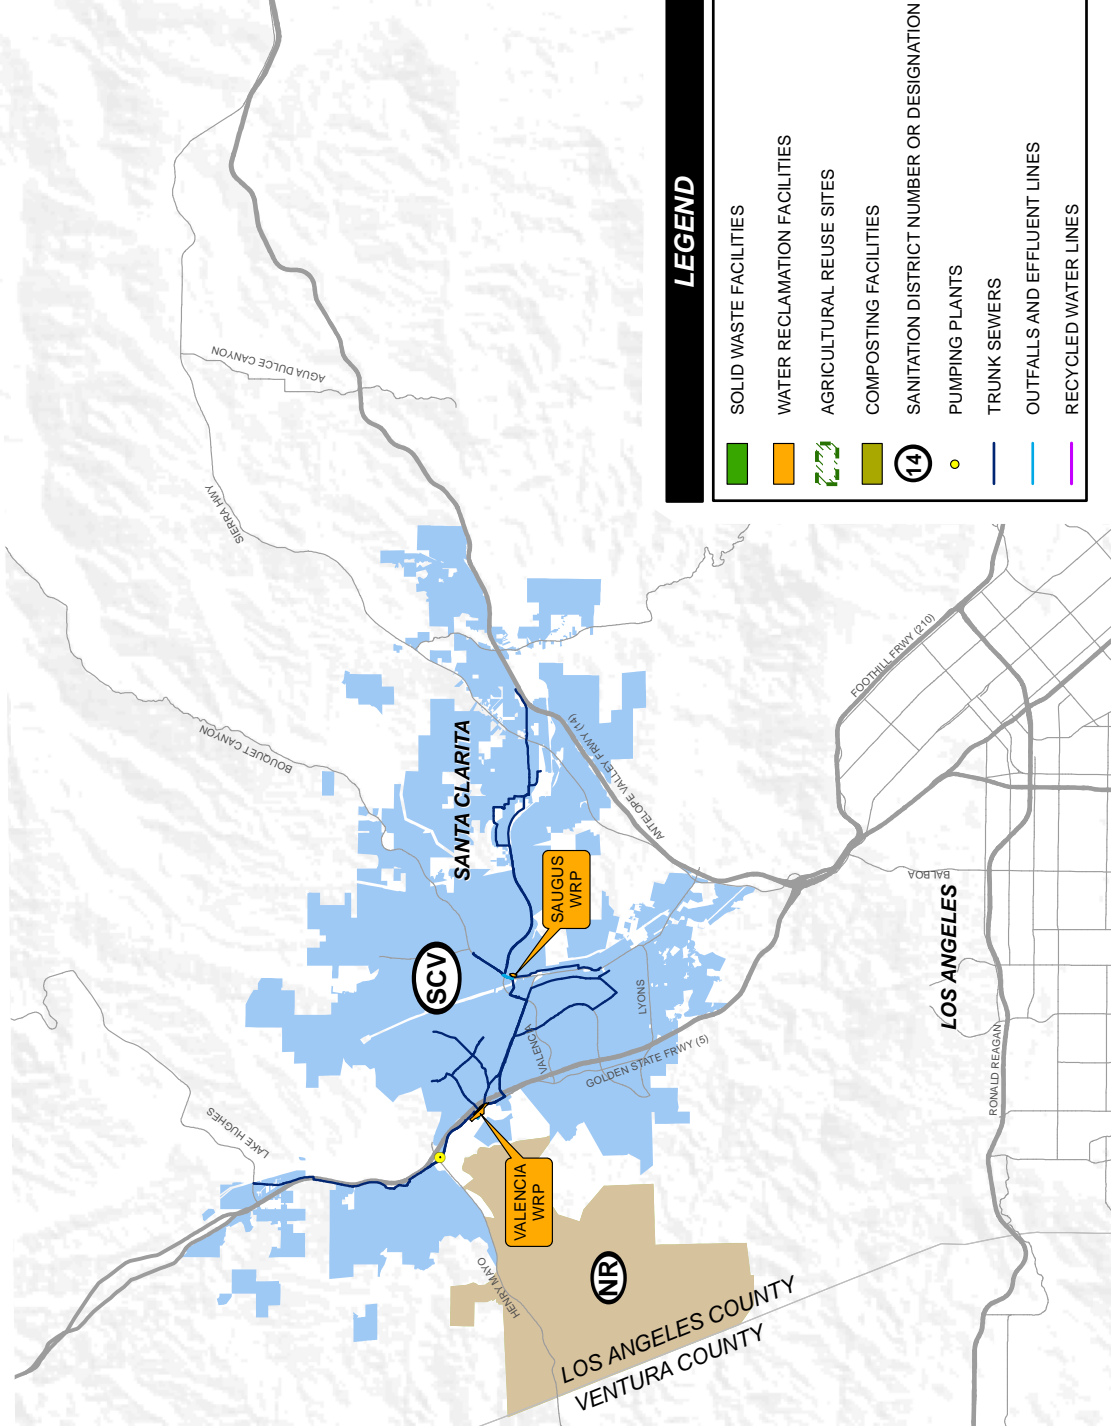 LEGEND
SOLID WASTE FACILITIES
WATER RECLAMATION FACILITIES
AGRICULTURAL REUSE SITES
COMPOSTING FACILITIES
14
SANITATION DISTRICT NUMBER OR DESIGNATION
PUMPING PLANTS
TRUNK SEWERS
OUTFALLS AND EFFLUENT LINES
RECYCLED WATER LINES
AGUA DULCE CANYON
SIERRA HWY
BOUQUET CANYON
SANTA CLARITA
ANTELOPE VALLEY FRWY (14)
FOOTHILL FRWY (210)
SAUGUS
WRP
SCV
BALBOA
LOS ANGELES
LYONS
VALENCA
GOLDEN STATE FRWY (5)
RONALD REAGAN
LAKE HUGHES
VALENCIA
WRP
HENRY MAYO
NR
LOS ANGELES COUNTY
VENTURA COUNTY